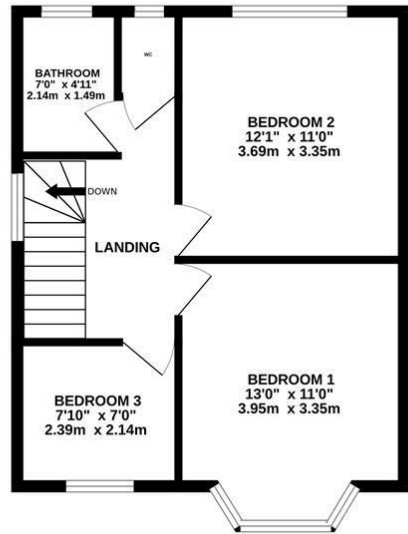 BATHROOM
7'0" x 4'11"
2.14m x 1.49m
WC
BEDROOM 2
12'1" x 11'0"
3.69m x 3.35m
DOWN
LANDING
BEDROOM 3
7'10" x 7'0"
2.39m x 2.14m
BEDROOM 1
13'0" x 11'0"
3.95m x 3.35m